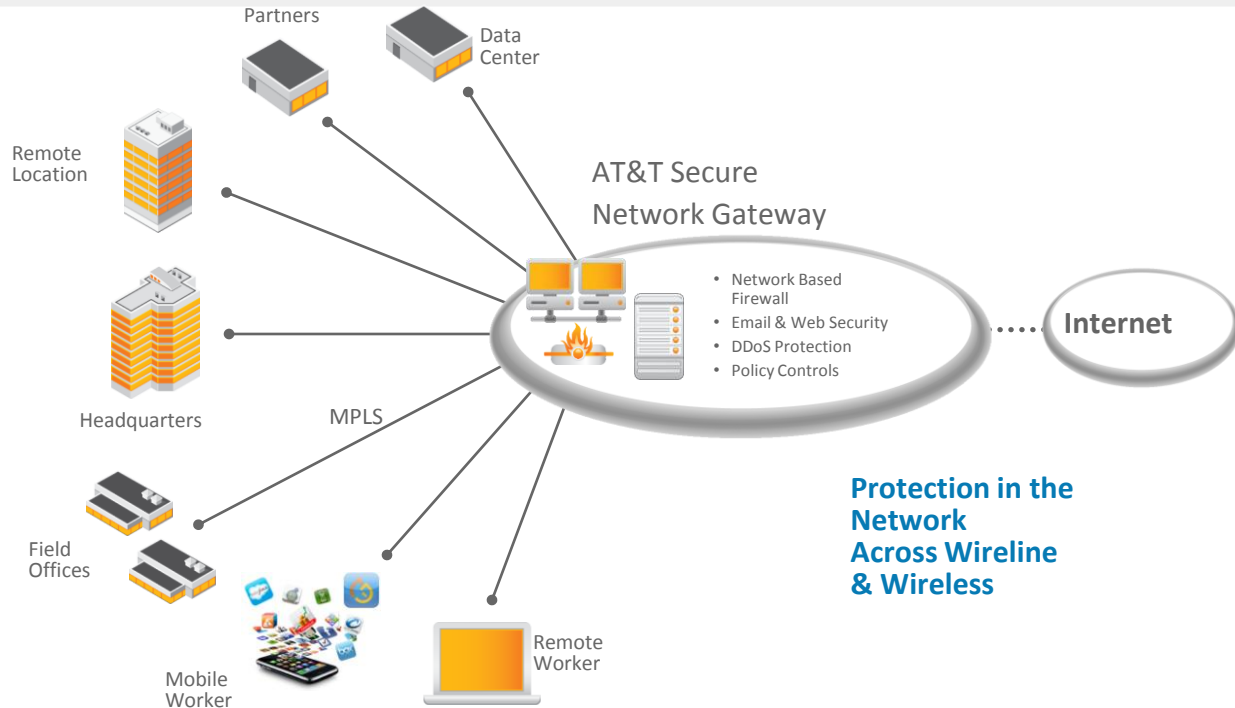 Partners
Data
Center
Remote
Location
AT&T Secure
Network Gateway
• Network Based
Firewall
• Email & Web Security
• DDoS Protection
• Policy Controls
Internet
Headquarters
MPLS
Protection in the
Network
Across Wireline
& Wireless
Field
Offices
Mobile
Worker
Remote
Worker